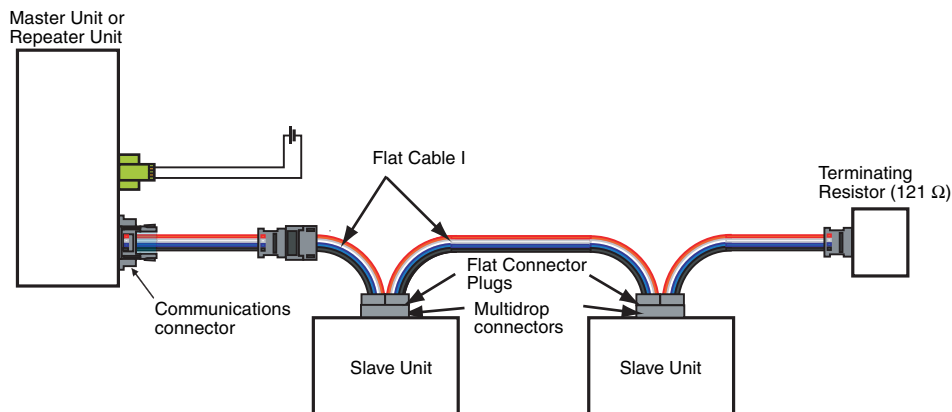 Master Unit or
Repeater Unit
Flat Cable I
Terminating
Resistor (121 Ω)
Communications
connector
Flat Connector
Plugs
Multidrop
connectors
Slave Unit
Slave Unit